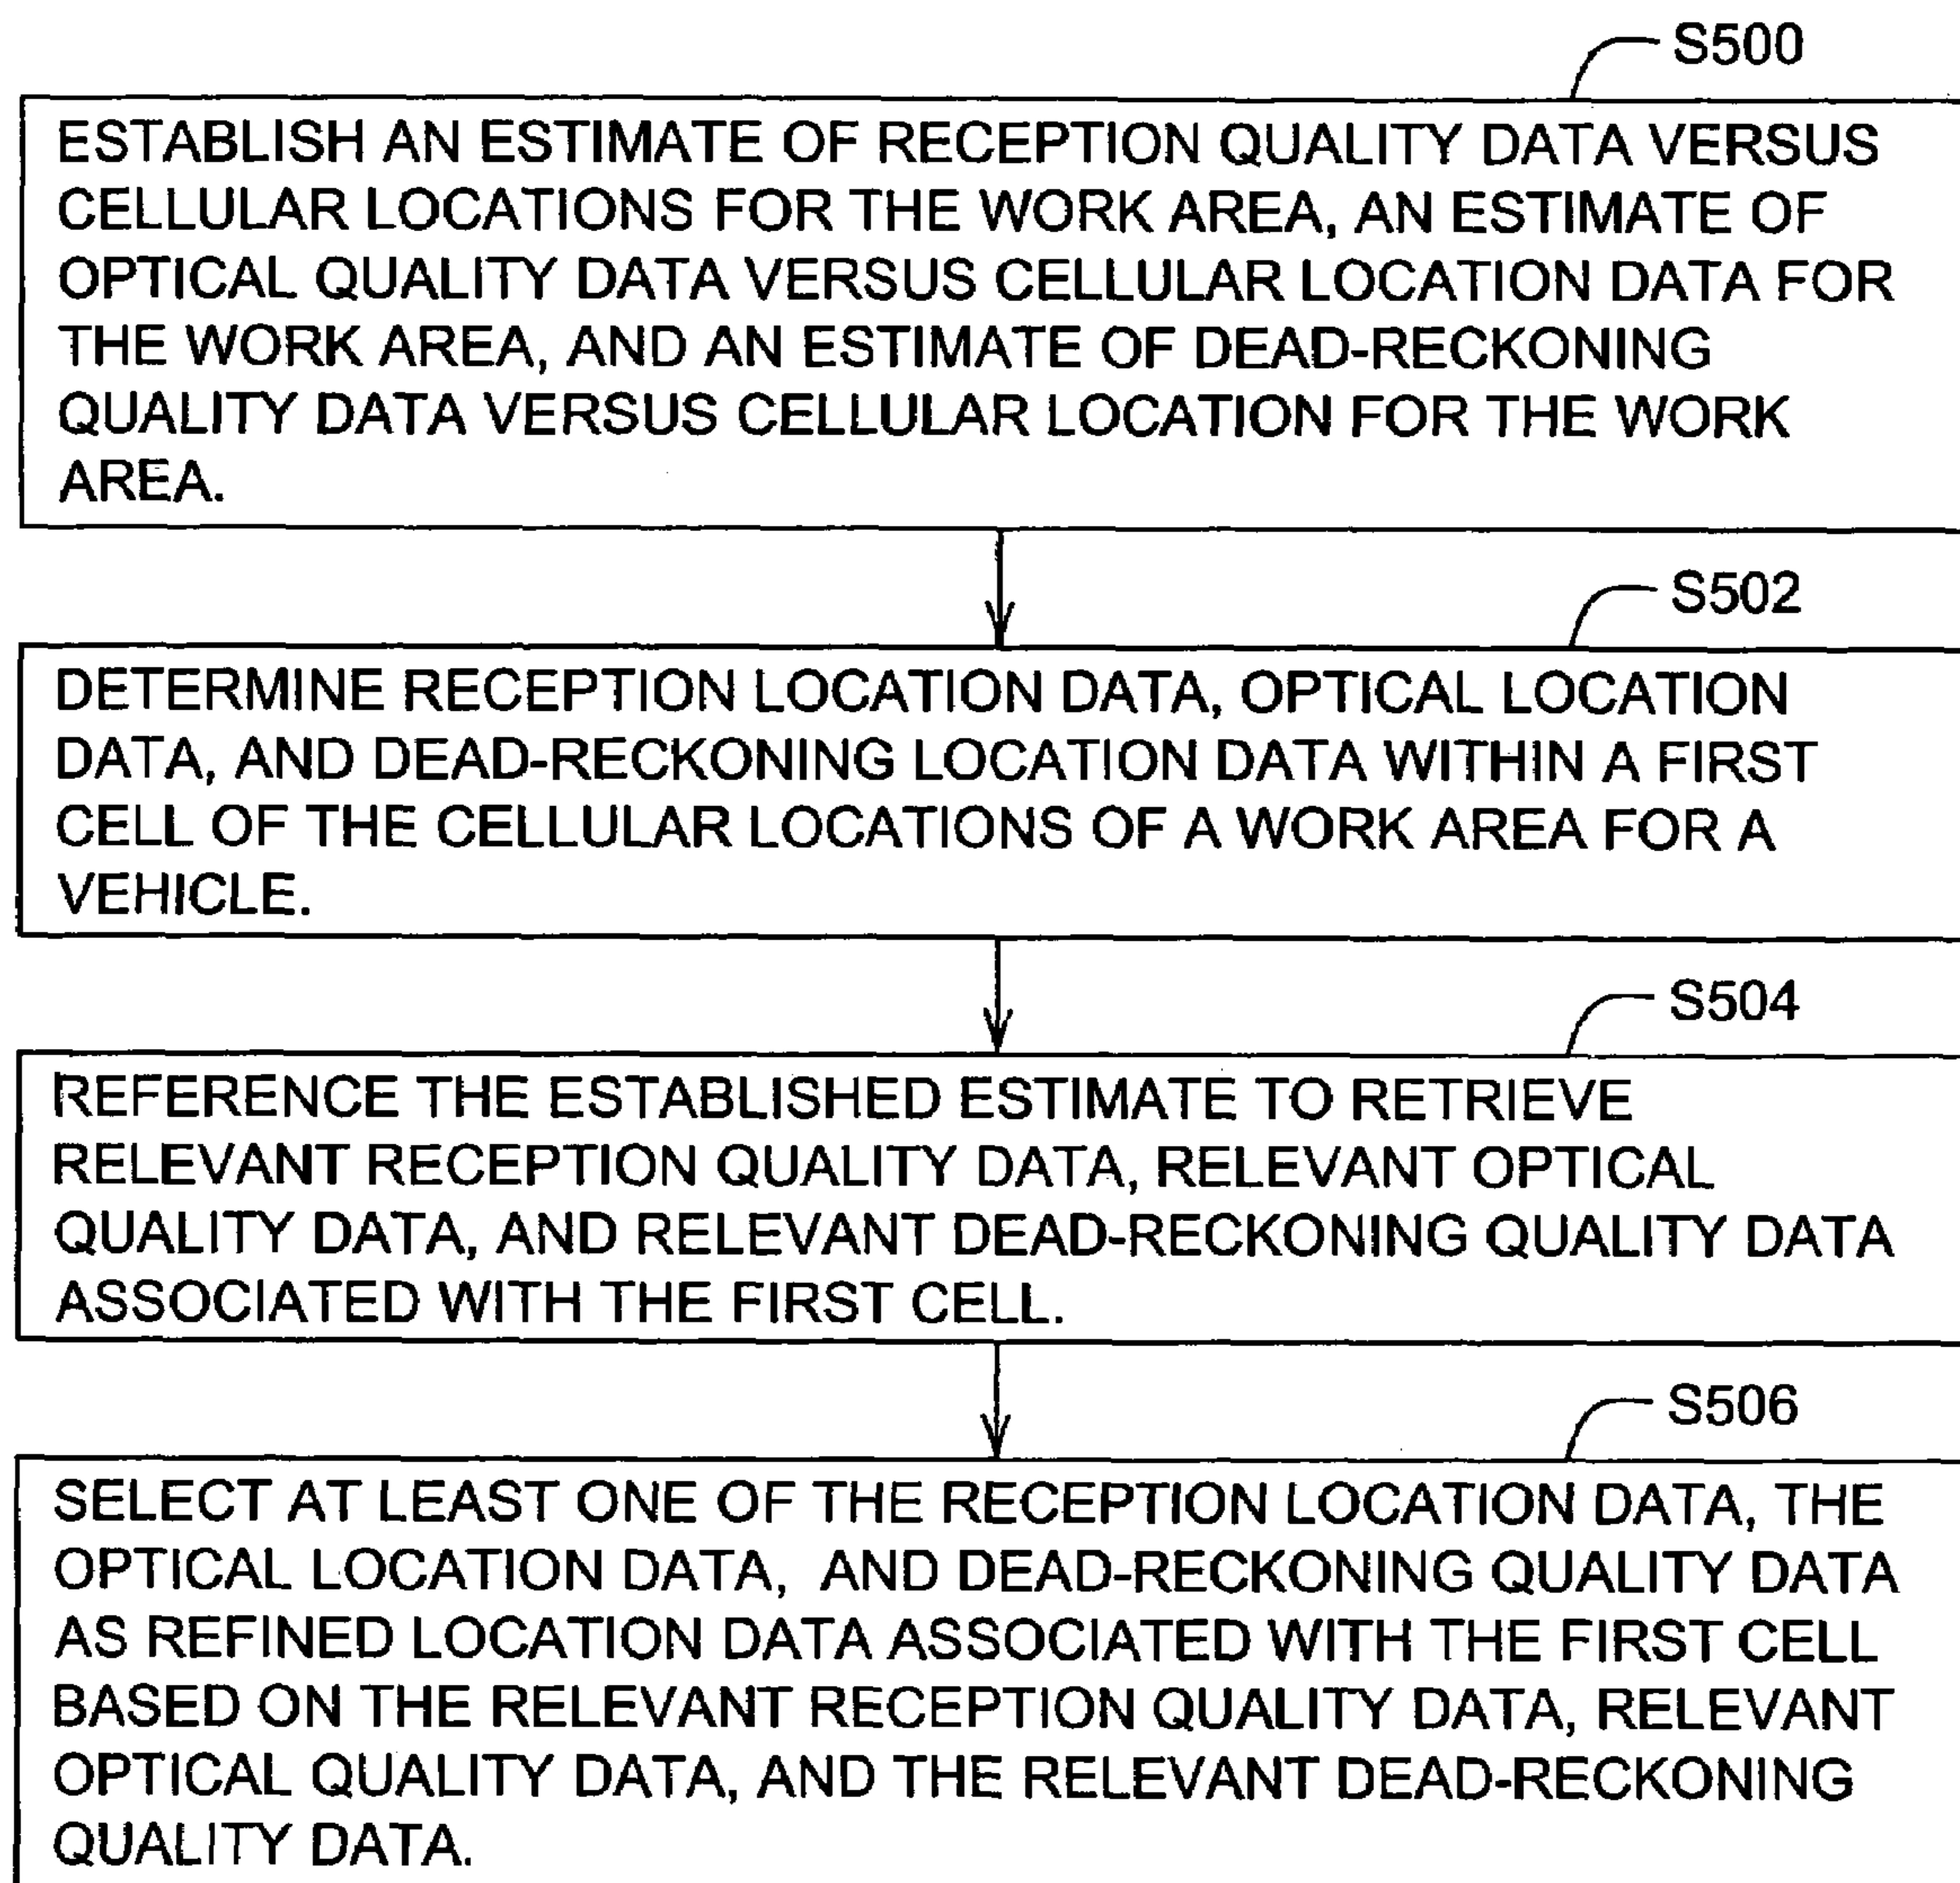 S500
ESTABLISH AN ESTIMATE OF RECEPTION QUALITY DATA VERSUS
CELLULAR LOCATIONS FOR THE WORK AREA, AN ESTIMATE OF
OPTICAL QUALITY DATA VERSUS CELLULAR LOCATION DATA FOR
THE WORK AREA, AND AN ESTIMATE OF DEAD-RECKONING
QUALITY DATA VERSUS CELLULAR LOCATION FOR THE WORK
AREA.
S502
DETERMINE RECEPTION LOCATION DATA, OPTICAL LOCATION
DATA, AND DEAD-RECKONING LOCATION DATA WITHIN A FIRST
CELL OF THE CELLULAR LOCATIONS OF A WORK AREA FOR A
VEHICLE.
S504
REFERENCE THE ESTABLISHED ESTIMATE TO RETRIEVE
RELEVANT RECEPTION QUALITY DATA, RELEVANT OPTICAL
QUALITY DATA, AND RELEVANT DEAD-RECKONING QUALITY DATA
ASSOCIATED WITH THE FIRST CELL.
S506
SELECT AT LEAST ONE OF THE RECEPTION LOCATION DATA, THE
OPTICAL LOCATION DATA, AND DEAD-RECKONING QUALITY DATA
AS REFINED LOCATION DATA ASSOCIATED WITH THE FIRST CELL
BASED ON THE RELEVANT RECEPTION QUALITY DATA, RELEVANT
OPTICAL QUALITY DATA, AND THE RELEVANT DEAD-RECKONING
QUALITY DATA.